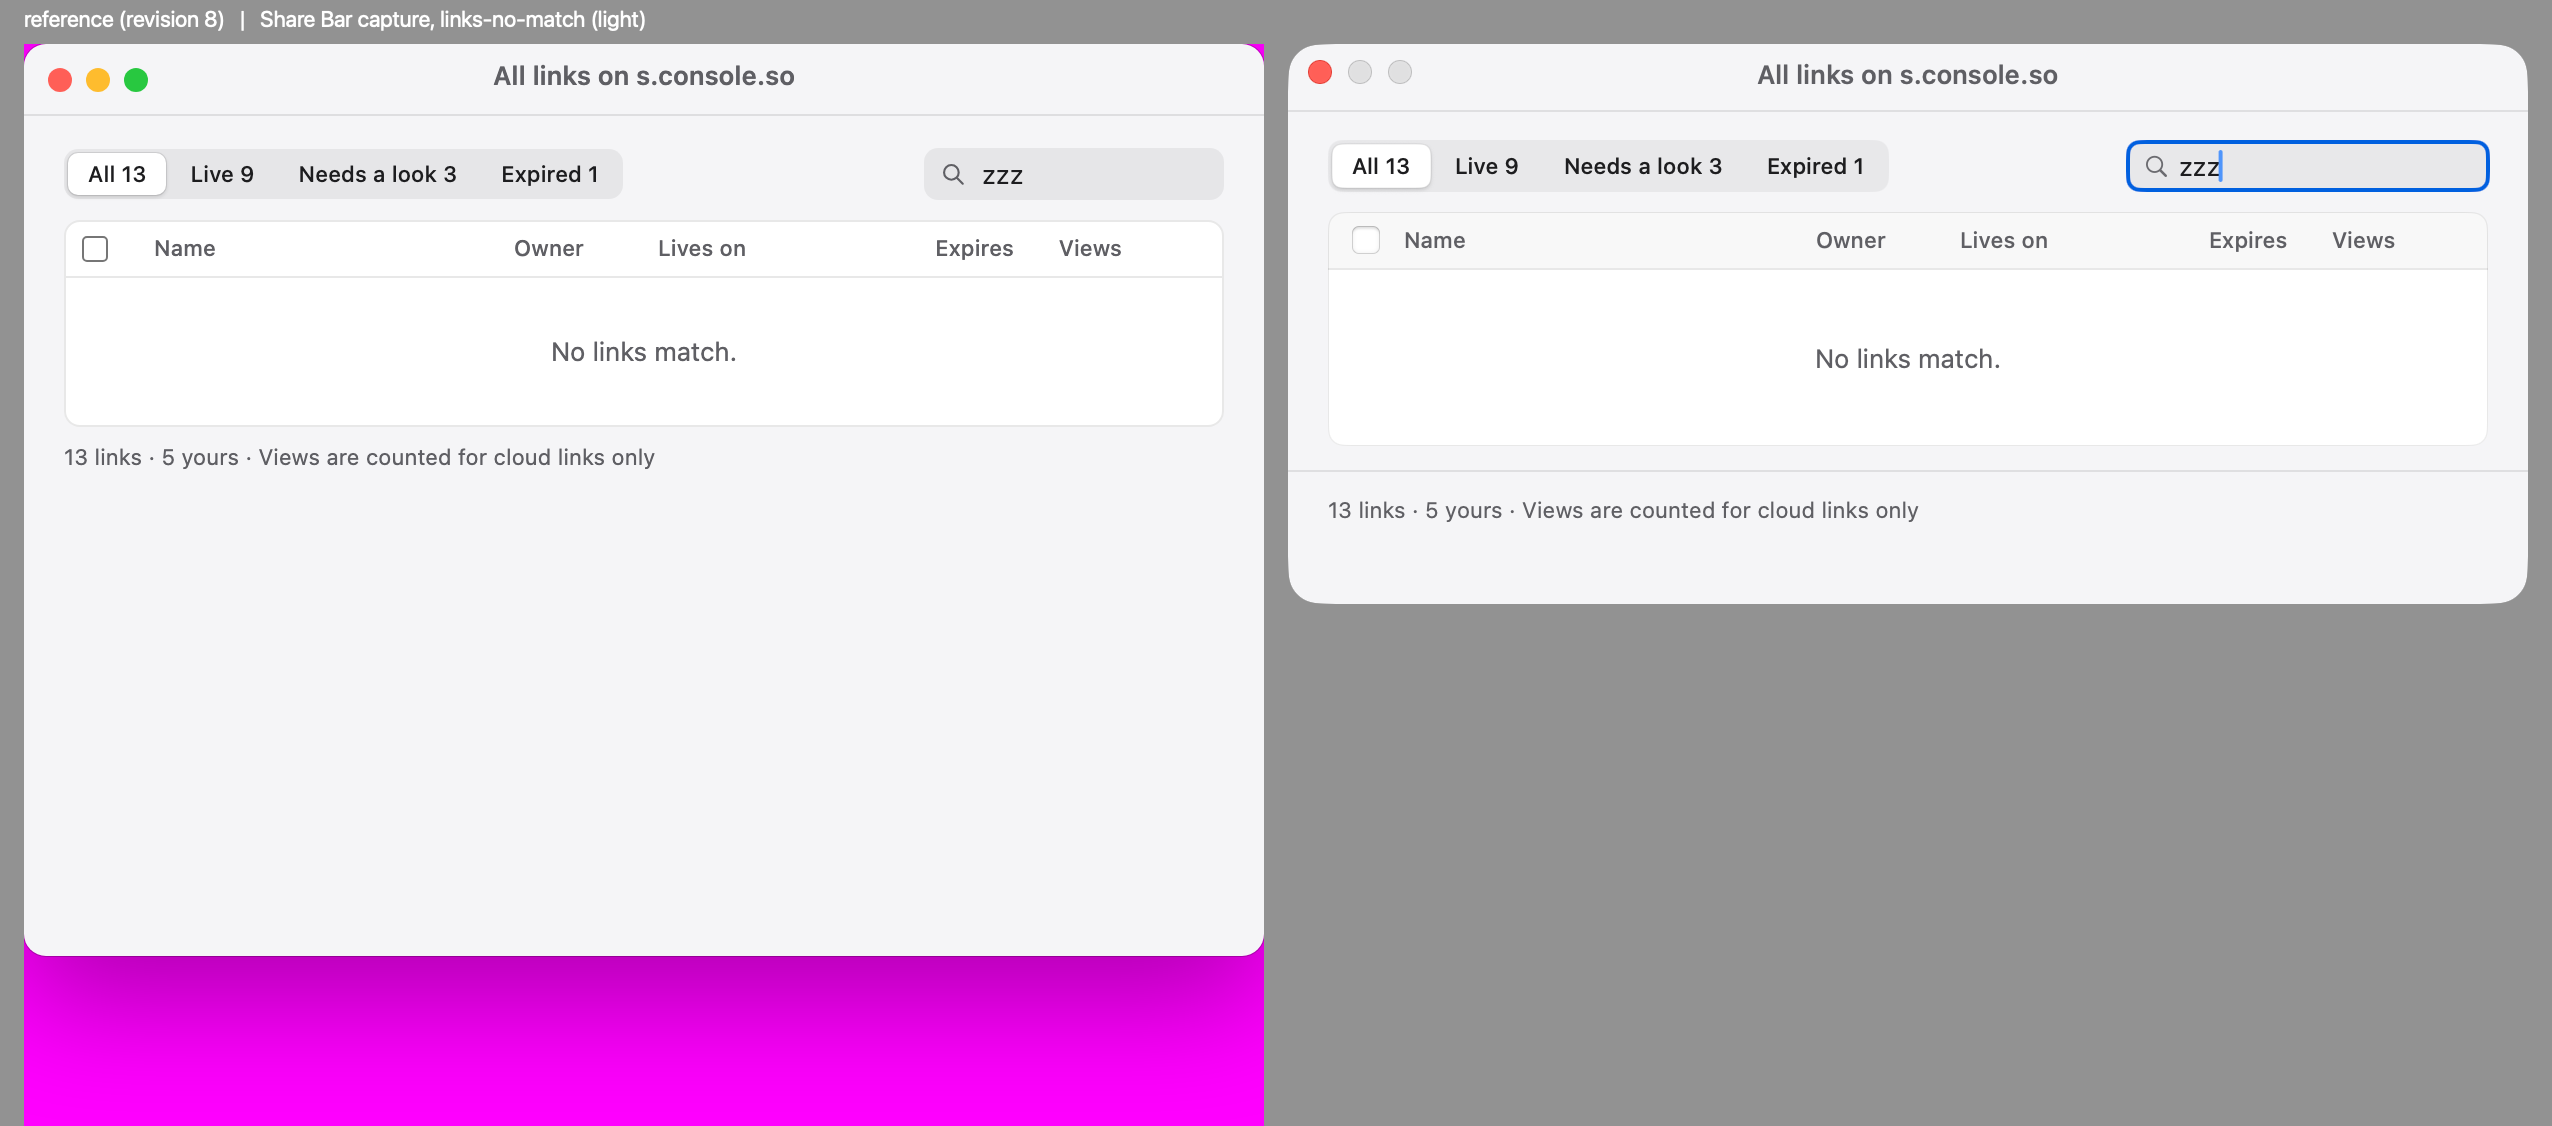 reference (revision 8) | Share Bar capture, links-no-match (light)
All links on s.console.so
All 13 Live 9 Needs a look 3 Expired 1
zzz
Name Owner Lives on Expires Views
No links match.
13 links · 5 yours · Views are counted for cloud links only
All links on s.console.so
All 13 Live 9 Needs a look 3 Expired 1
zzz
Name Owner Lives on Expires Views
No links match.
13 links · 5 yours · Views are counted for cloud links only